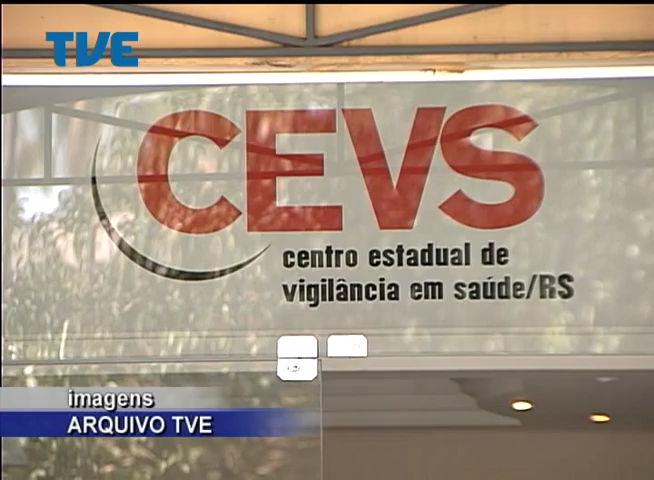 TVE
CEVS
centro estadual de
vigilância em saúde/RS
imagens
ARQUIVO TVE